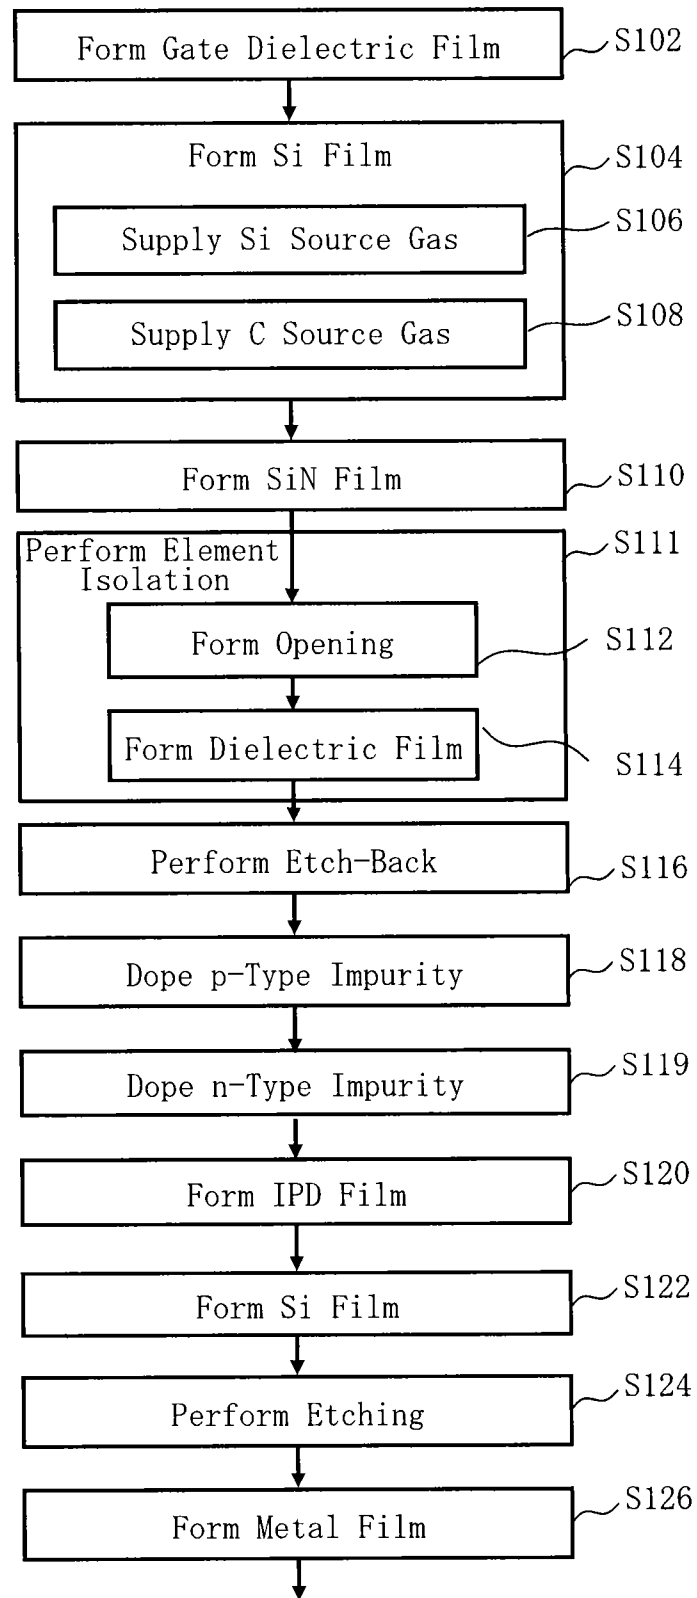 Form Gate Dielectric Film
S102
Form Si Film
S104
Supply Si Source Gas
S106
Supply C Source Gas
S108
Form SiN Film
S110
Perform Element
Isolation
S111
Form Opening
S112
Form Dielectric Film
S114
Perform Etch-Back
S116
Dope p-Type Impurity
S118
Dope n-Type Impurity
S119
Form IPD Film
S120
Form Si Film
S122
Perform Etching
S124
Form Metal Film
S126